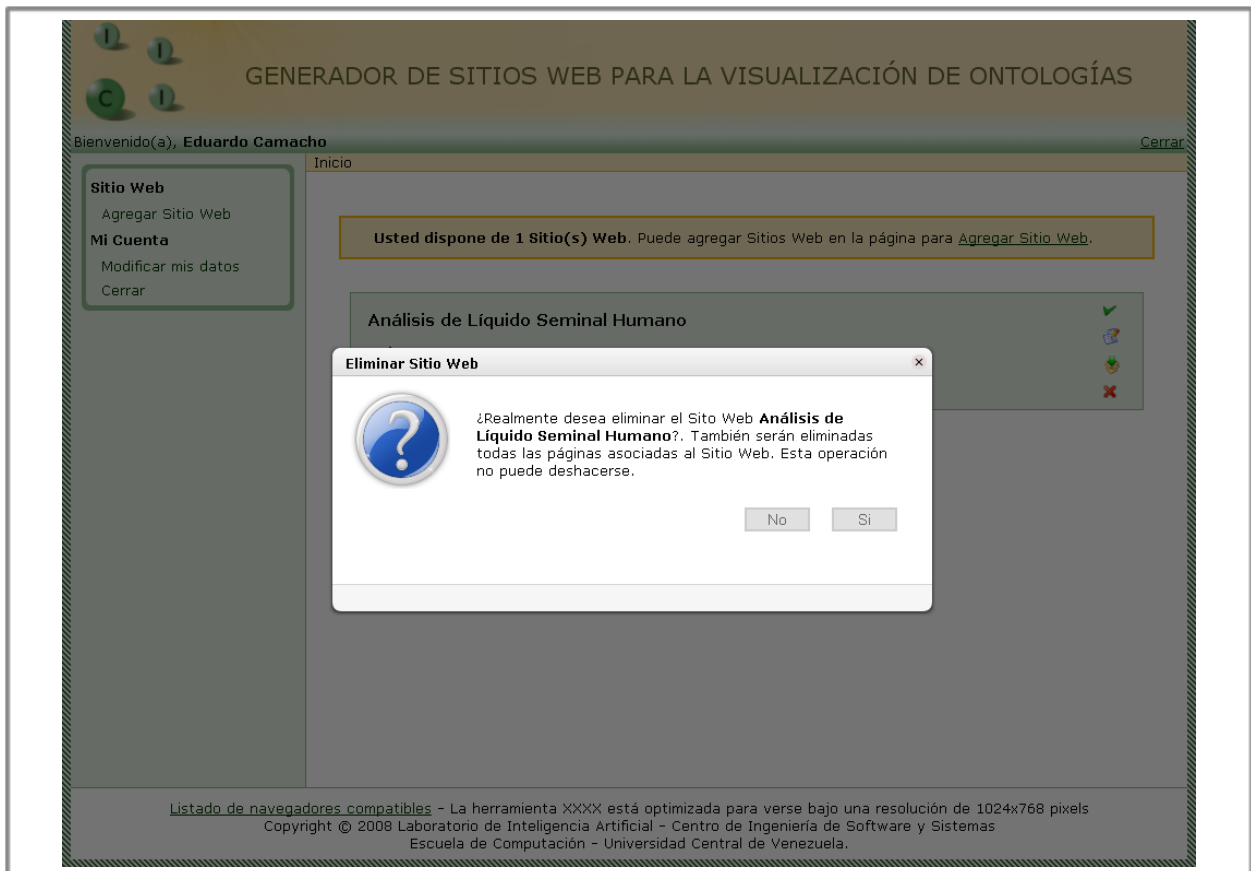 I
I
C
I
GENERADOR DE SITIOS WEB PARA LA VISUALIZACIÓN DE ONTOLOGÍAS
Bienvenido(a), Eduardo Camacho
Cerrar
Inicio
Sitio Web
Agregar Sitio Web
Mi Cuenta
Modificar mis datos
Cerrar
Usted dispone de 1 Sitio(s) Web. Puede agregar Sitios Web en la página para Agregar Sitio Web.
Análisis de Líquido Seminal Humano
Eliminar Sitio Web
¿Realmente desea eliminar el Sito Web Análisis de
Líquido Seminal Humano?. También serán eliminadas
todas las páginas asociadas al Sitio Web. Esta operación
no puede deshacerse.
No
Si
Listado de navegadores compatibles - La herramienta XXXX está optimizada para verse bajo una resolución de 1024x768 pixels
Copyright © 2008 Laboratorio de Inteligencia Artificial - Centro de Ingeniería de Software y Sistemas
Escuela de Computación - Universidad Central de Venezuela.